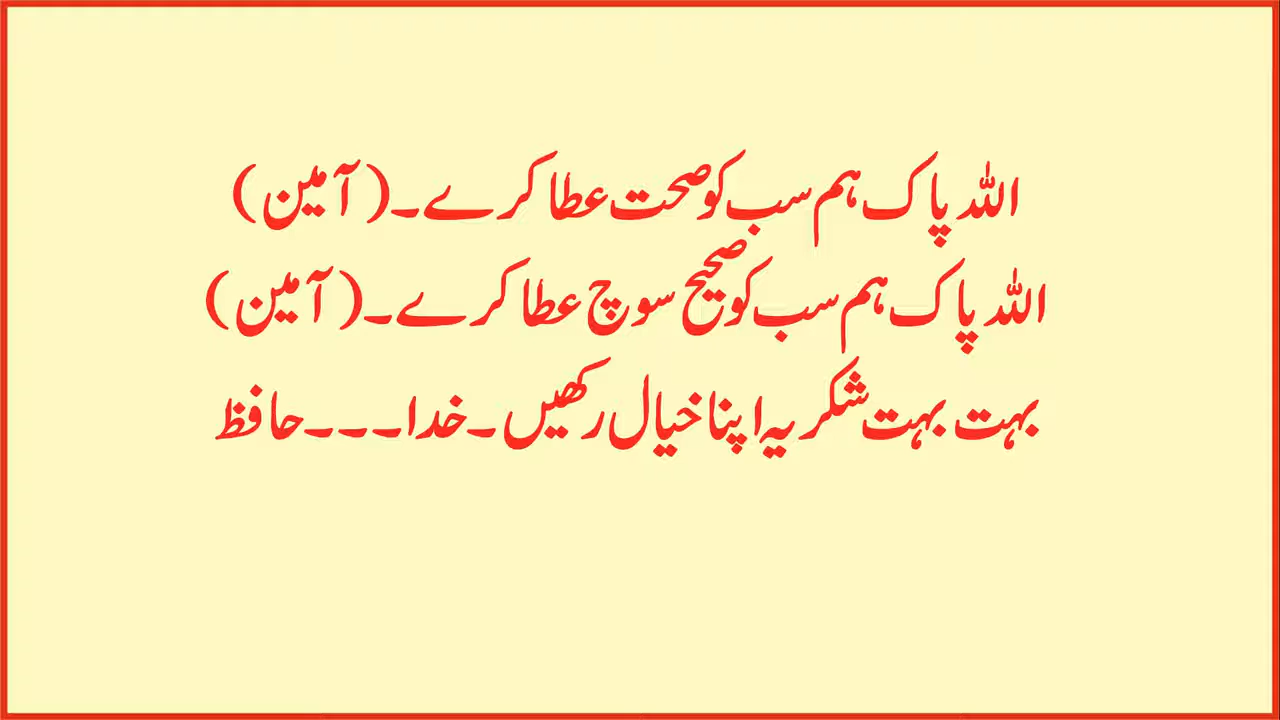 اللہ پاک ہم سب کو صحت عطا کرے۔ (آمین)
اللہ پاک ہم سب کو صحیح سوچ عطا کرے۔ (آمین)
بہت بہت شکریہ اپنا خیال رکھیں۔ خدا۔۔۔حافظ